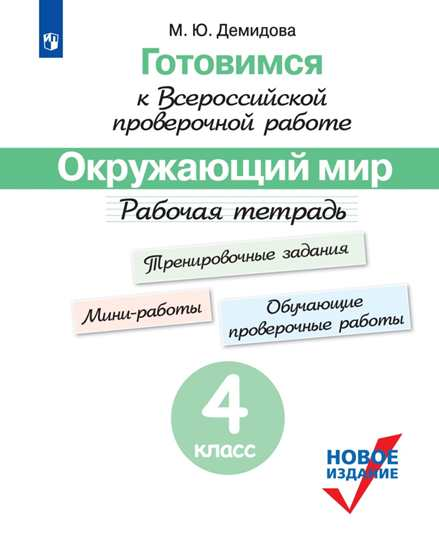 М. Ю. Демидова
Готовимся
к Всероссийской
проверочной работе
Окружающий мир
Рабочая тетрадь
Тренировочные задания
Мини-работы
Обучающие
проверочные работы
4
класс
НОВОЕ
ИЗДАНИЕ